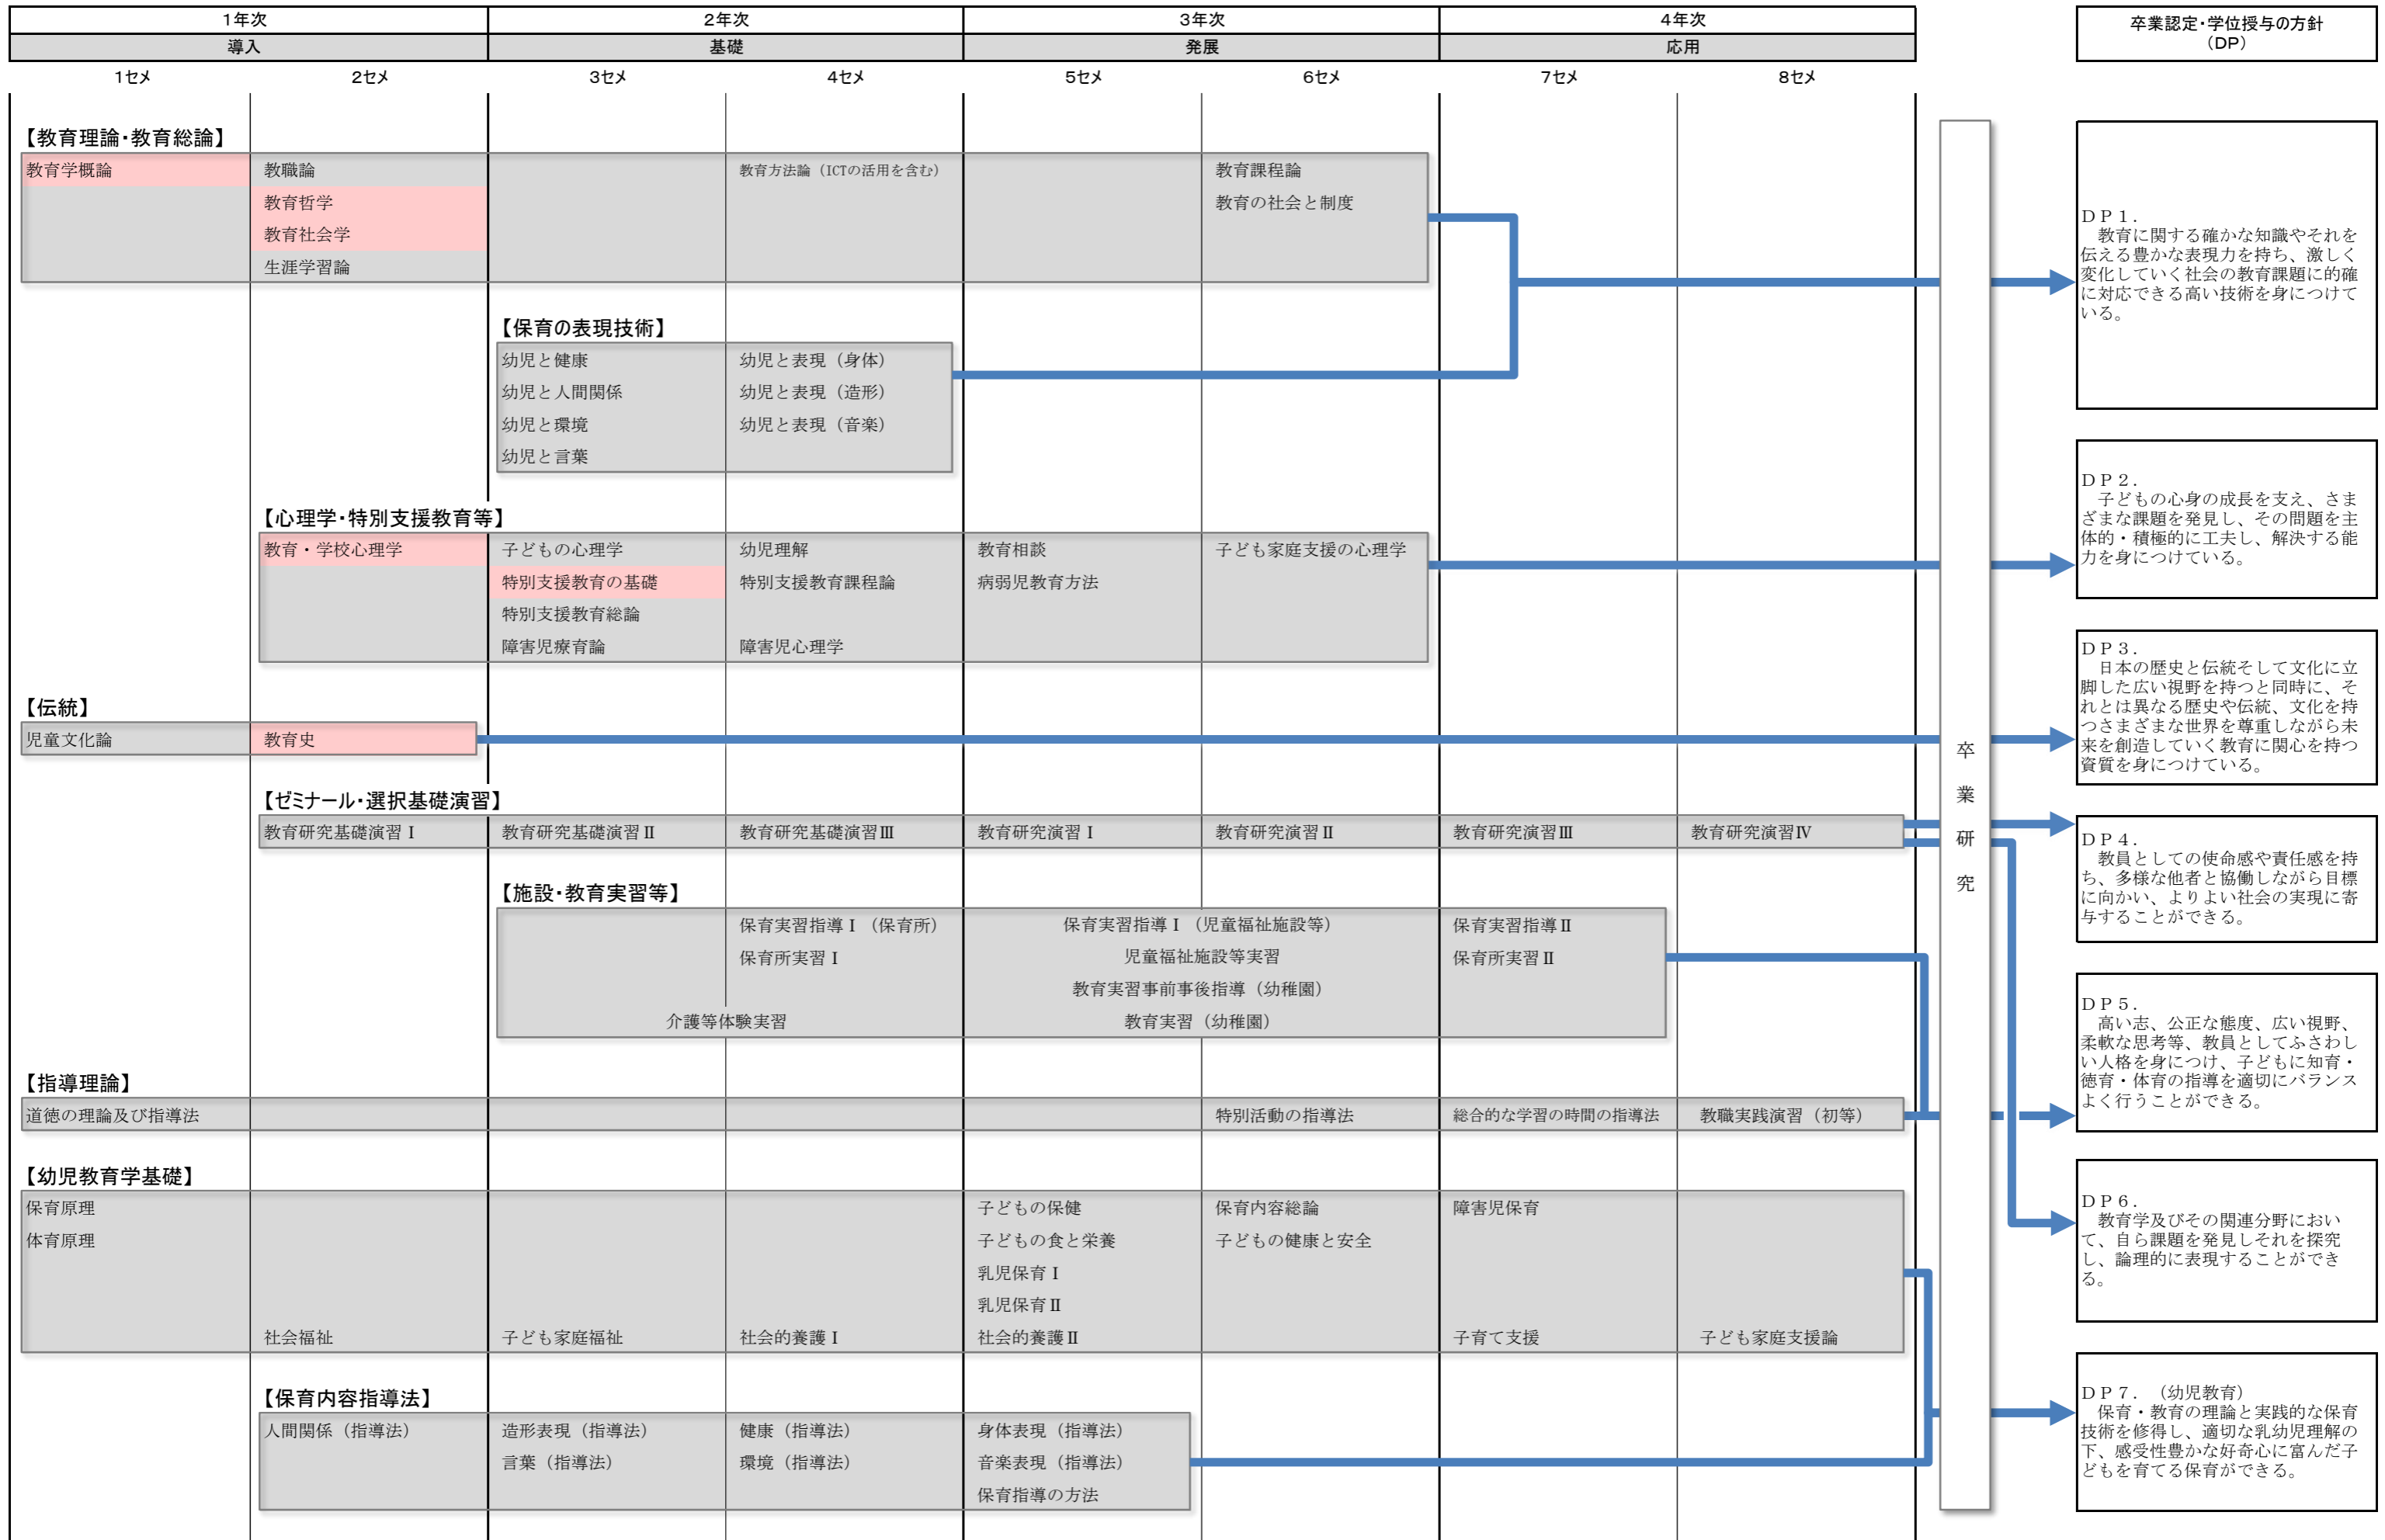 1年次 2年次 3年次 4年次
導入 基礎 発展 応用
卒業認定・学位授与の方針
（DP）
1セメ 2セメ 3セメ 4セメ 5セメ 6セメ 7セメ 8セメ
【教育理論・教育総論】
教育学概論 教職論 教育方法論（ICTの活用を含む） 教育課程論
教育哲学 教育の社会と制度
教育社会学
生涯学習論
【保育の表現技術】
幼児と健康 幼児と表現（身体）
幼児と人間関係 幼児と表現（造形）
幼児と環境 幼児と表現（音楽）
幼児と言葉
【心理学・特別支援教育等】
教育・学校心理学 子どもの心理学 幼児理解 教育相談 子ども家庭支援の心理学
特別支援教育の基礎 特別支援教育課程論 病弱児教育方法
特別支援教育総論
障害児療育論 障害児心理学
【伝統】
児童文化論 教育史
【ゼミナール・選択基礎演習】
教育研究基礎演習Ⅰ 教育研究基礎演習Ⅱ 教育研究基礎演習Ⅲ 教育研究演習Ⅰ 教育研究演習Ⅱ 教育研究演習Ⅲ 教育研究演習Ⅳ
【施設・教育実習等】
保育実習指導Ⅰ（保育所） 保育実習指導Ⅰ（児童福祉施設等） 保育実習指導Ⅱ
保育所実習Ⅰ 児童福祉施設等実習 保育所実習Ⅱ
教育実習事前事後指導（幼稚園）
介護等体験実習 教育実習（幼稚園）
【指導理論】
道徳の理論及び指導法 特別活動の指導法 総合的な学習の時間の指導法 教職実践演習（初等）
【幼児教育学基礎】
保育原理 子どもの保健 保育内容総論 障害児保育
体育原理 子どもの食と栄養 子どもの健康と安全
乳児保育Ⅰ
乳児保育Ⅱ
社会福祉 子ども家庭福祉 社会的養護Ⅰ 社会的養護Ⅱ 子育て支援 子ども家庭支援論
【保育内容指導法】
人間関係（指導法） 造形表現（指導法） 健康（指導法） 身体表現（指導法）
言葉（指導法） 環境（指導法） 音楽表現（指導法）
保育指導の方法
卒
業
研
究
ＤＰ１．
教育に関する確かな知識やそれを
伝える豊かな表現力を持ち、激しく
変化していく社会の教育課題に的確
に対応できる高い技術を身につけて
いる。
ＤＰ２．
子どもの心身の成長を支え、さま
ざまな課題を発見し、その問題を主
体的・積極的に工夫し、解決する能
力を身につけている。
ＤＰ３．
日本の歴史と伝統そして文化に立
脚した広い視野を持つと同時に、そ
れとは異なる歴史や伝統、文化を持
つさまざまな世界を尊重しながら未
来を創造していく教育に関心を持つ
資質を身につけている。
ＤＰ４．
教員としての使命感や責任感を持
ち、多様な他者と協働しながら目標
に向かい、よりよい社会の実現に寄
与することができる。
ＤＰ５．
高い志、公正な態度、広い視野、
柔軟な思考等、教員としてふさわし
い人格を身につけ、子どもに知育・
徳育・体育の指導を適切にバランス
よく行うことができる。
ＤＰ６．
教育学及びその関連分野におい
て、自ら課題を発見しそれを探究
し、論理的に表現することができ
る。
ＤＰ７．（幼児教育）
保育・教育の理論と実践的な保育
技術を修得し、適切な乳幼児理解の
下、感受性豊かな好奇心に富んだ子
どもを育てる保育ができる。